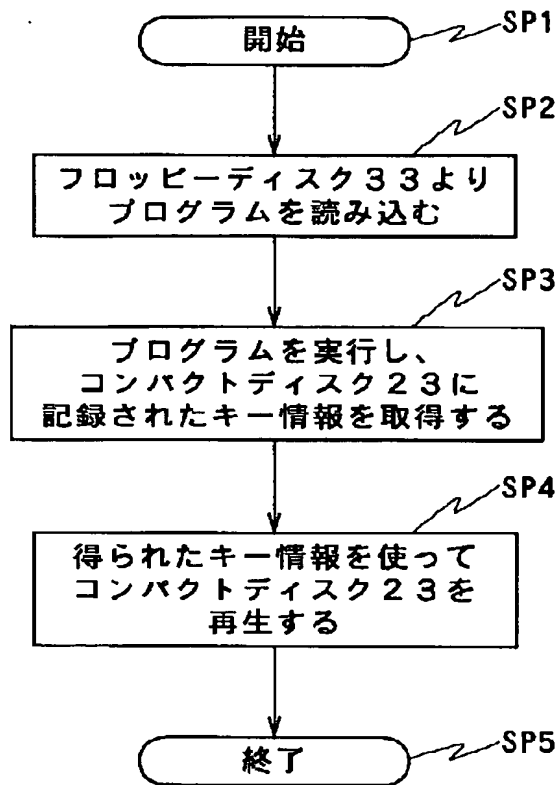 開始
SP1
SP2
フロッピーディスク33より
プログラムを読み込む
SP3
プログラムを実行し、
コンパクトディスク23に
記録されたキー情報を取得する
SP4
得られたキー情報を使って
コンパクトディスク23を
再生する
終了
SP5